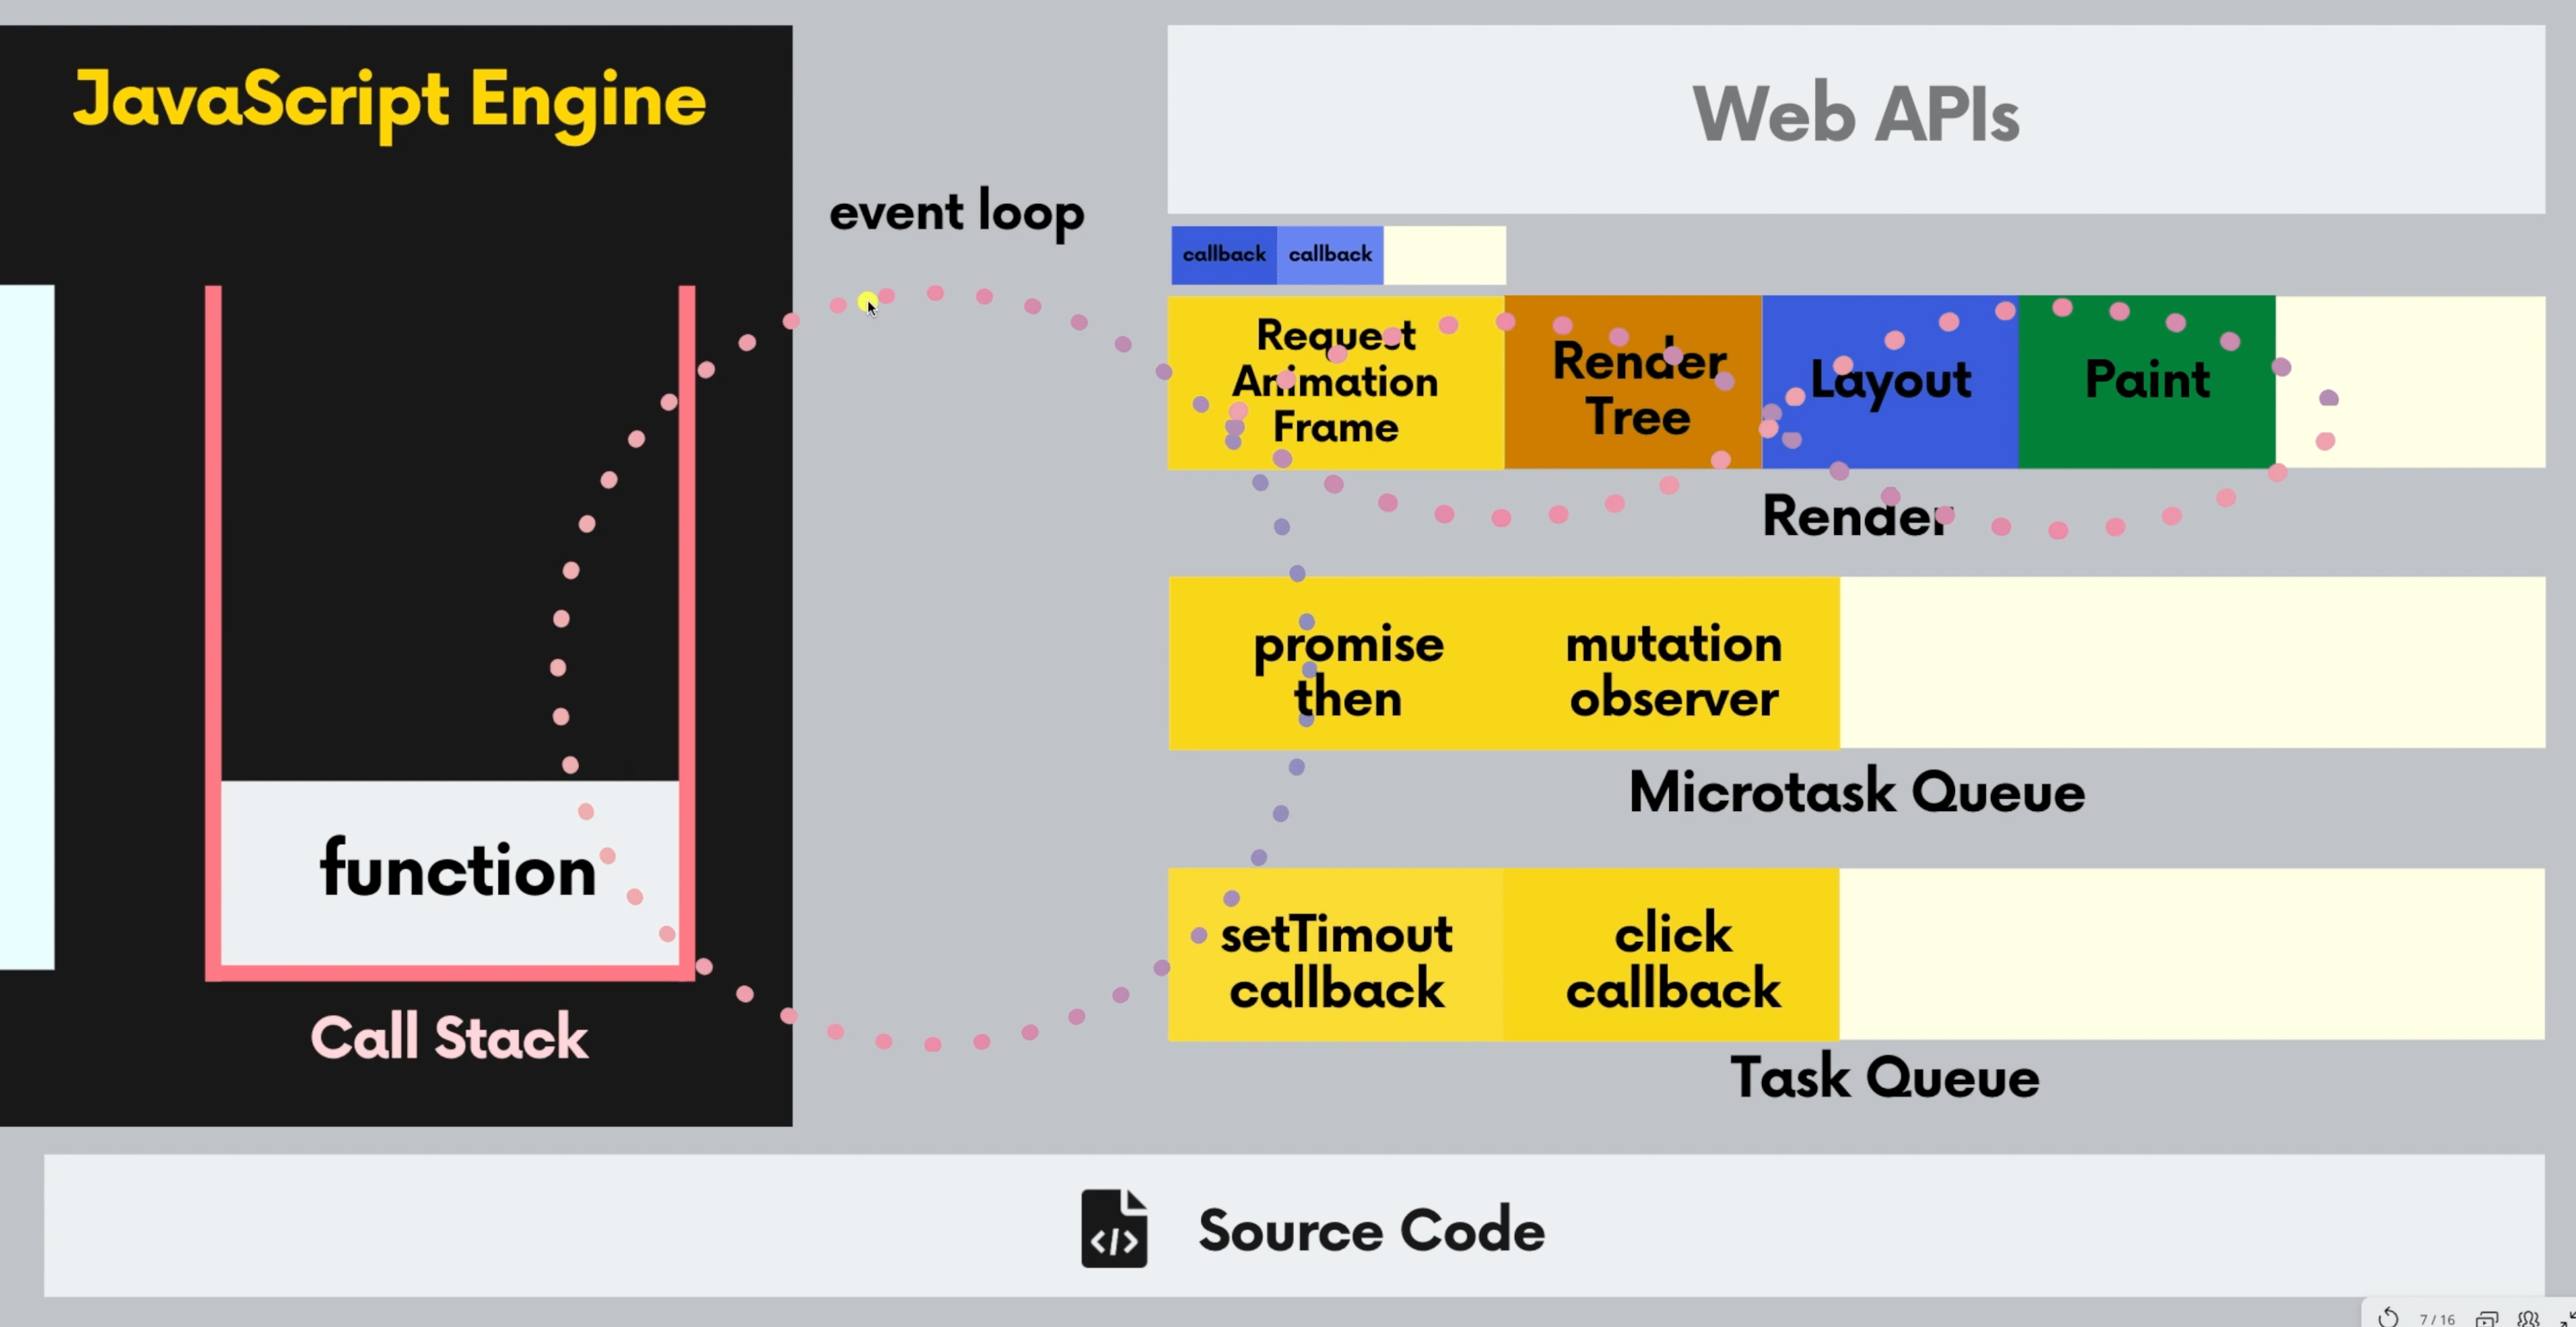 JavaScript Engine
Web APIs
event loop
callback callback
Request
Animation
Frame
Render
Tree
Layout
Paint
Render
promise
then
mutation
observer
Microtask Queue
function
setTimout
callback
click
callback
Call Stack
Task Queue
</> Source Code
7 / 16